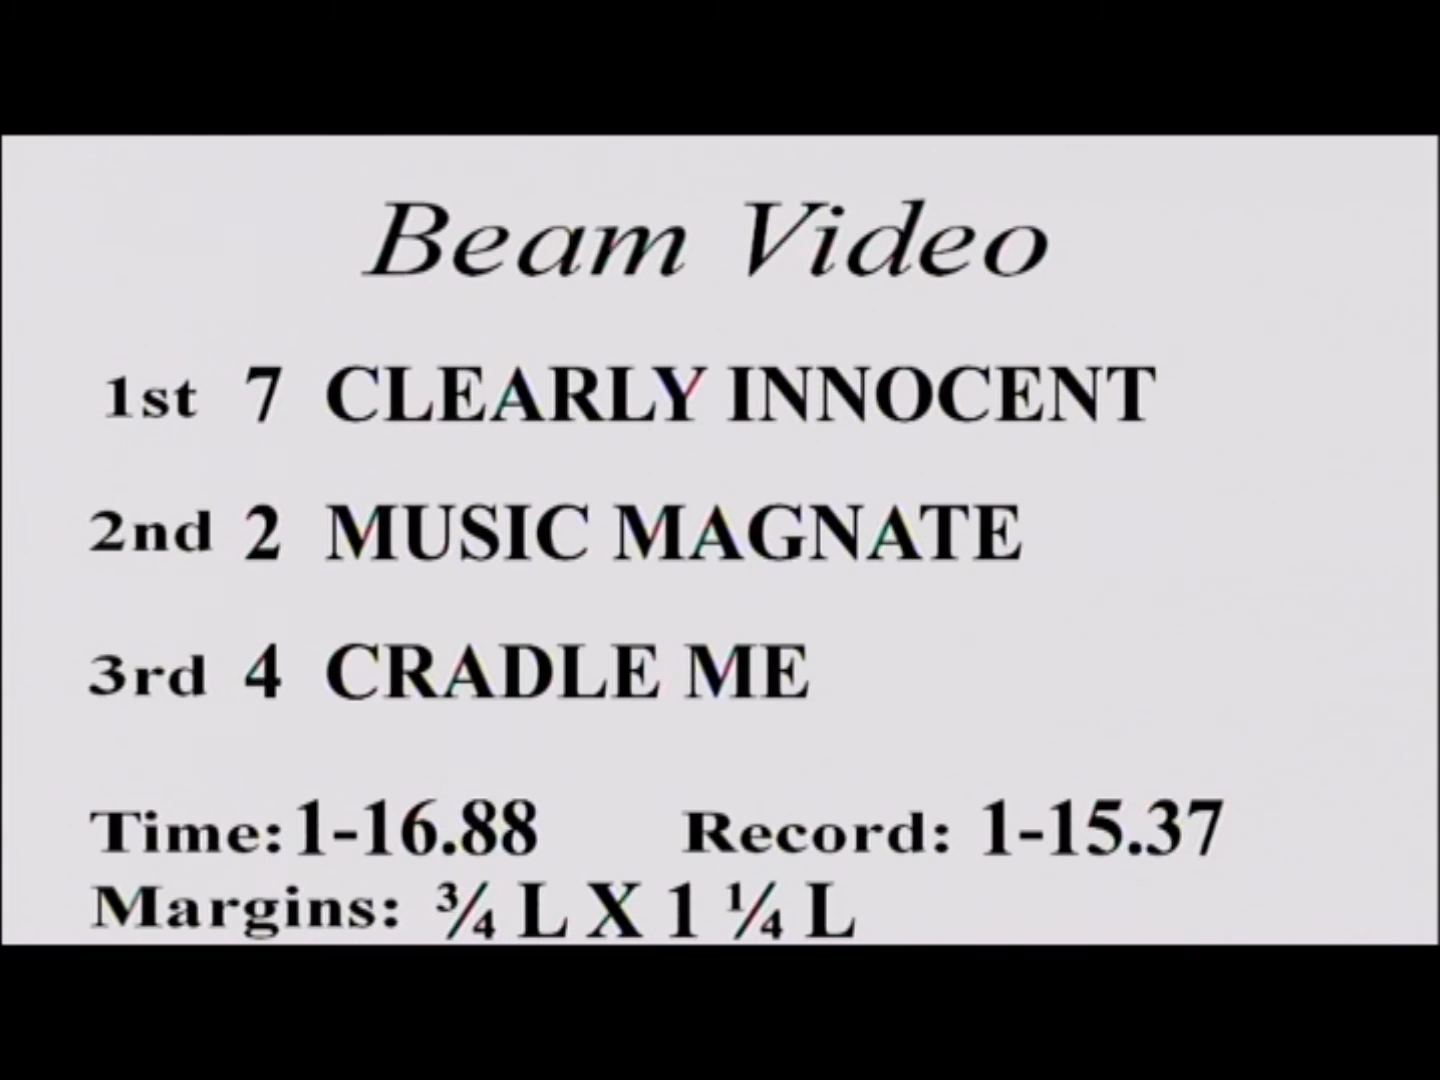 Beam Video
1st 7 CLEARLY INNOCENT
2nd 2 MUSIC MAGNATE
3rd 4 CRADLE ME
Time: 1-16.88 Record: 1-15.37
Margins: ¾ L X 1 ¼ L